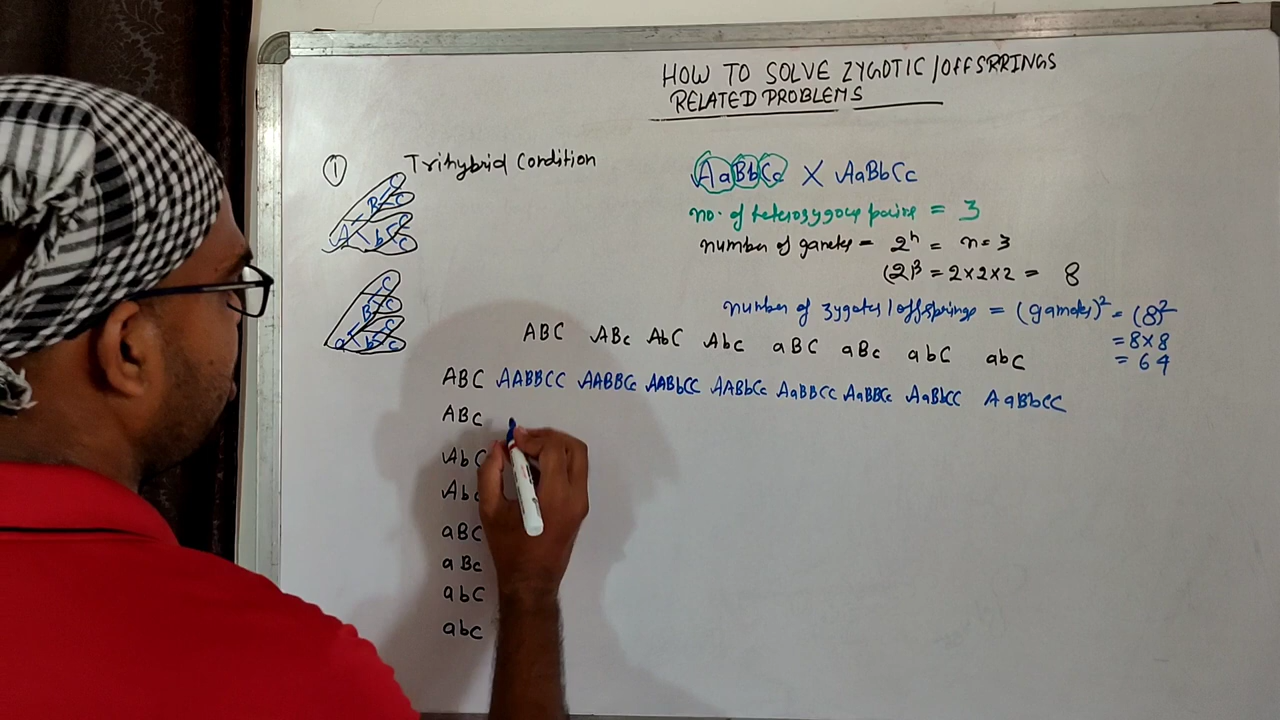 HOW TO SOLVE ZYGOTIC/OFFSRRINGS
RELATED PROBLEMS
① Trihybrid Condition
AaBbCc X AaBbCc
no. of heterozygous pairs = 3
number of gametes = 2ⁿ = n=3
(2)³ = 2×2×2 = 8
number of zygotes/offsprings = (gametes)² = (8)²
= 8×8
= 64
ABC ABc AbC Abc aBC aBc abC abc
ABC AABBCC AABBCc AABbCC AABbCc AaBBCC AaBBCc AaBbCC AaBbCC
ABc
AbC
Abc
aBC
aBc
abC
abc